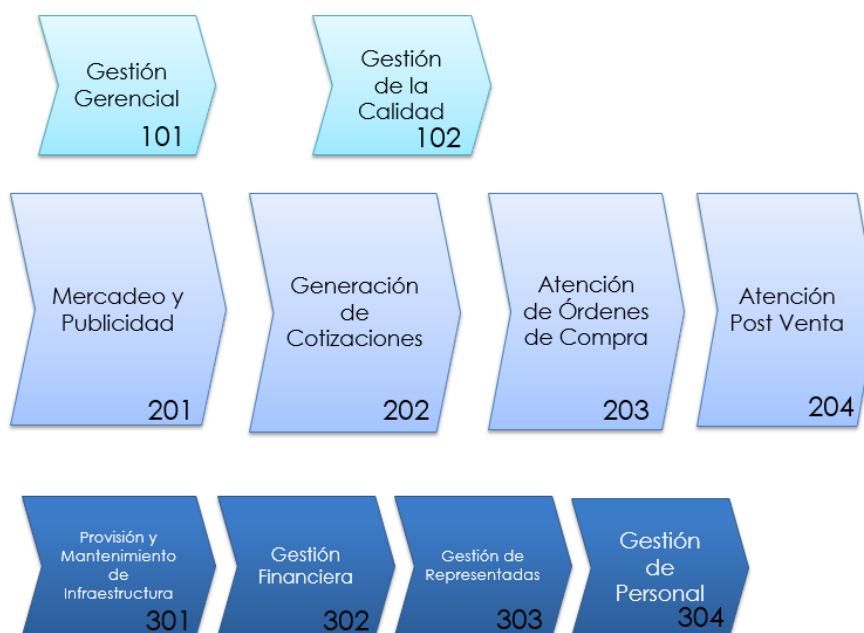 Gestión
Gerencial
101
Gestión
de la
Calidad
102
Mercadeo y
Publicidad
201
Generación
de
Cotizaciones
202
Atención
de Órdenes
de Compra
203
Atención
Post Venta
204
Provisión y
Mantenimiento
de
Infraestructura
301
Gestión
Financiera
302
Gestión de
Representadas
303
Gestión
de
Personal
304